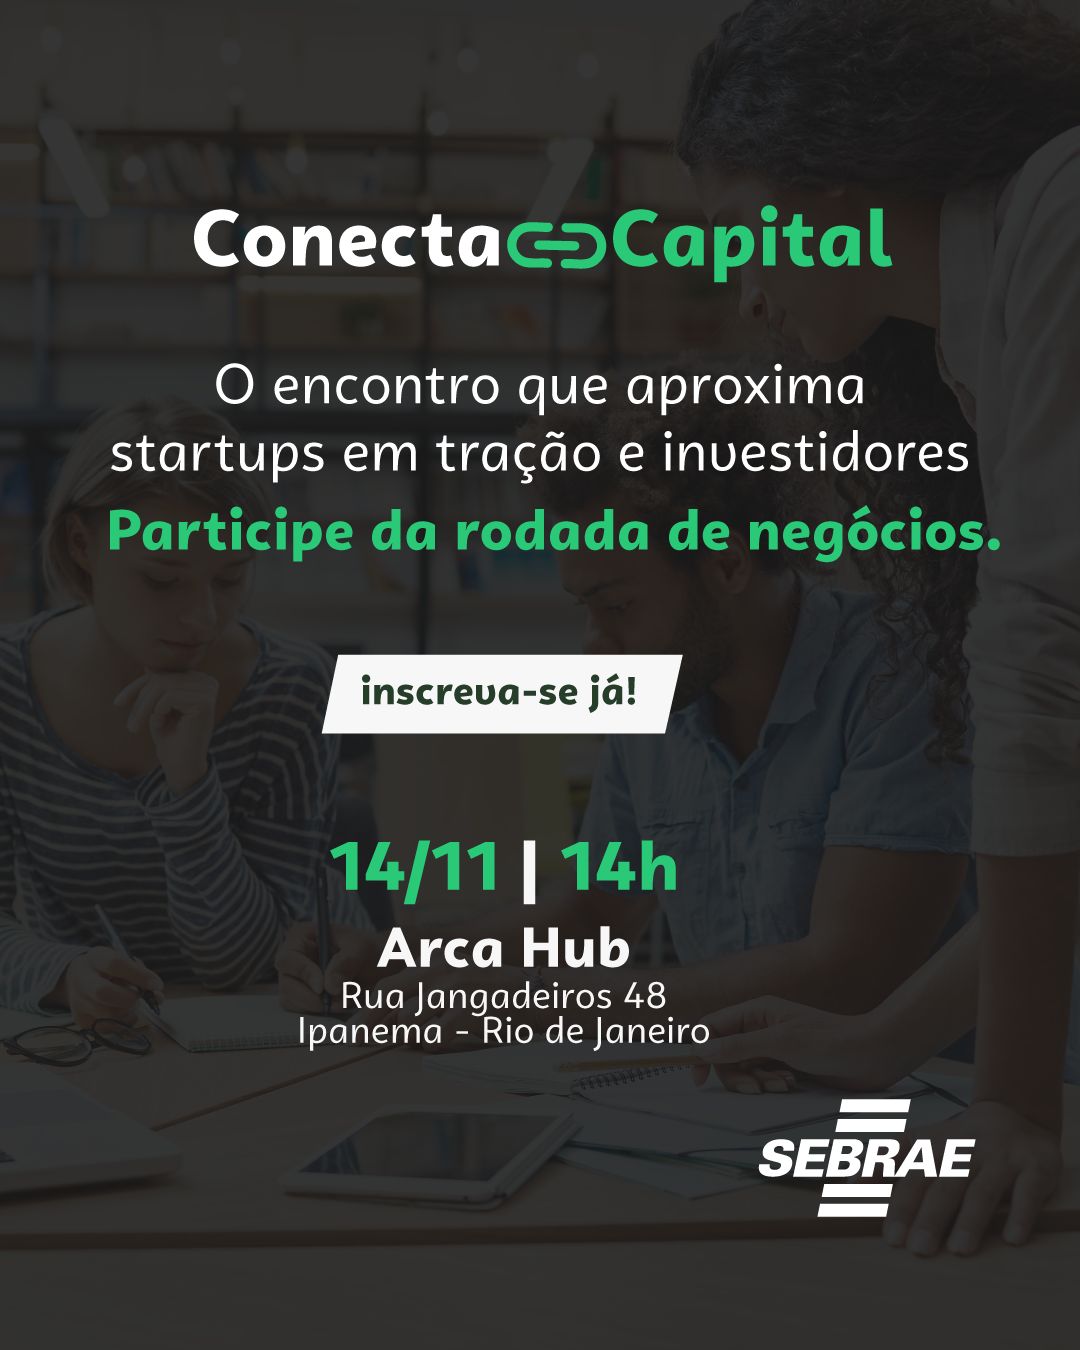 Conecta Capital
O encontro que aproxima
startups em tração e investidores
Participe da rodada de negócios.
inscreva-se já!
14/11 | 14h
Arca Hub
Rua Jangadeiros 48
Ipanema - Rio de Janeiro
SEBRAE